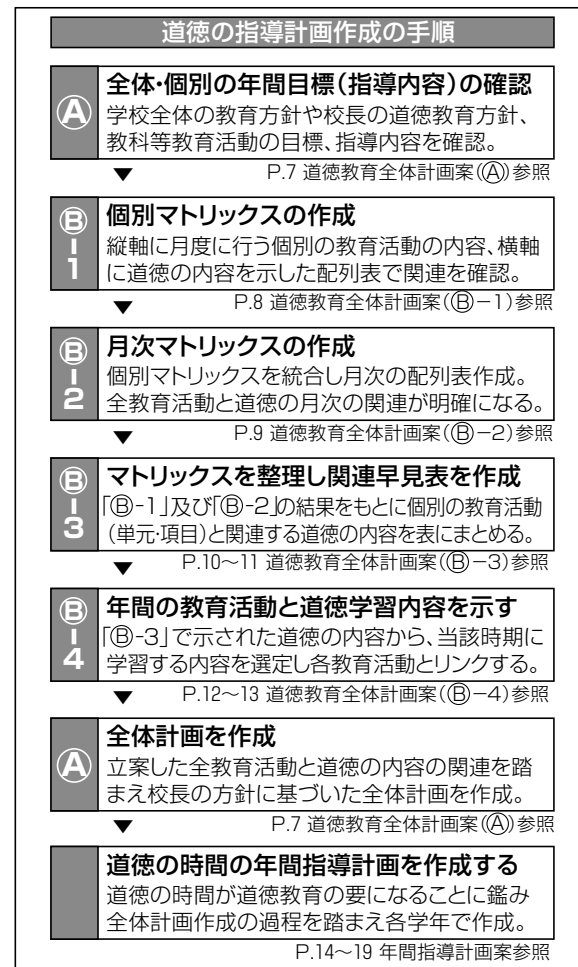 道徳の指導計画作成の手順
Ⓐ
全体・個別の年間目標(指導内容)の確認
学校全体の教育方針や校長の道徳教育方針、
教科等教育活動の目標、指導内容を確認。
▼ P.7 道徳教育全体計画案(Ⓐ)参照
Ⓑ-1
個別マトリックスの作成
縦軸に月度に行う個別の教育活動の内容、横軸
に道徳の内容を示した配列表で関連を確認。
▼ P.8 道徳教育全体計画案(Ⓑ−1)参照
Ⓑ-2
月次マトリックスの作成
個別マトリックスを統合し月次の配列表作成。
全教育活動と道徳の月次の関連が明確になる。
▼ P.9 道徳教育全体計画案(Ⓑ−2)参照
Ⓑ-3
マトリックスを整理し関連早見表を作成
「Ⓑ-1」及び「Ⓑ-2」の結果をもとに個別の教育活動
(単元・項目)と関連する道徳の内容を表にまとめる。
▼ P.10〜11 道徳教育全体計画案(Ⓑ−3)参照
Ⓑ-4
年間の教育活動と道徳学習内容を示す
「Ⓑ-3」で示された道徳の内容から、当該時期に
学習する内容を選定し各教育活動とリンクする。
▼ P.12〜13 道徳教育全体計画案(Ⓑ−4)参照
Ⓐ
全体計画を作成
立案した全教育活動と道徳の内容の関連を踏
まえ校長の方針に基づいた全体計画を作成。
▼ P.7 道徳教育全体計画案(Ⓐ)参照
道徳の時間の年間指導計画を作成する
道徳の時間が道徳教育の要になることに鑑み
全体計画作成の過程を踏まえ各学年で作成。
P.14〜19 年間指導計画案参照